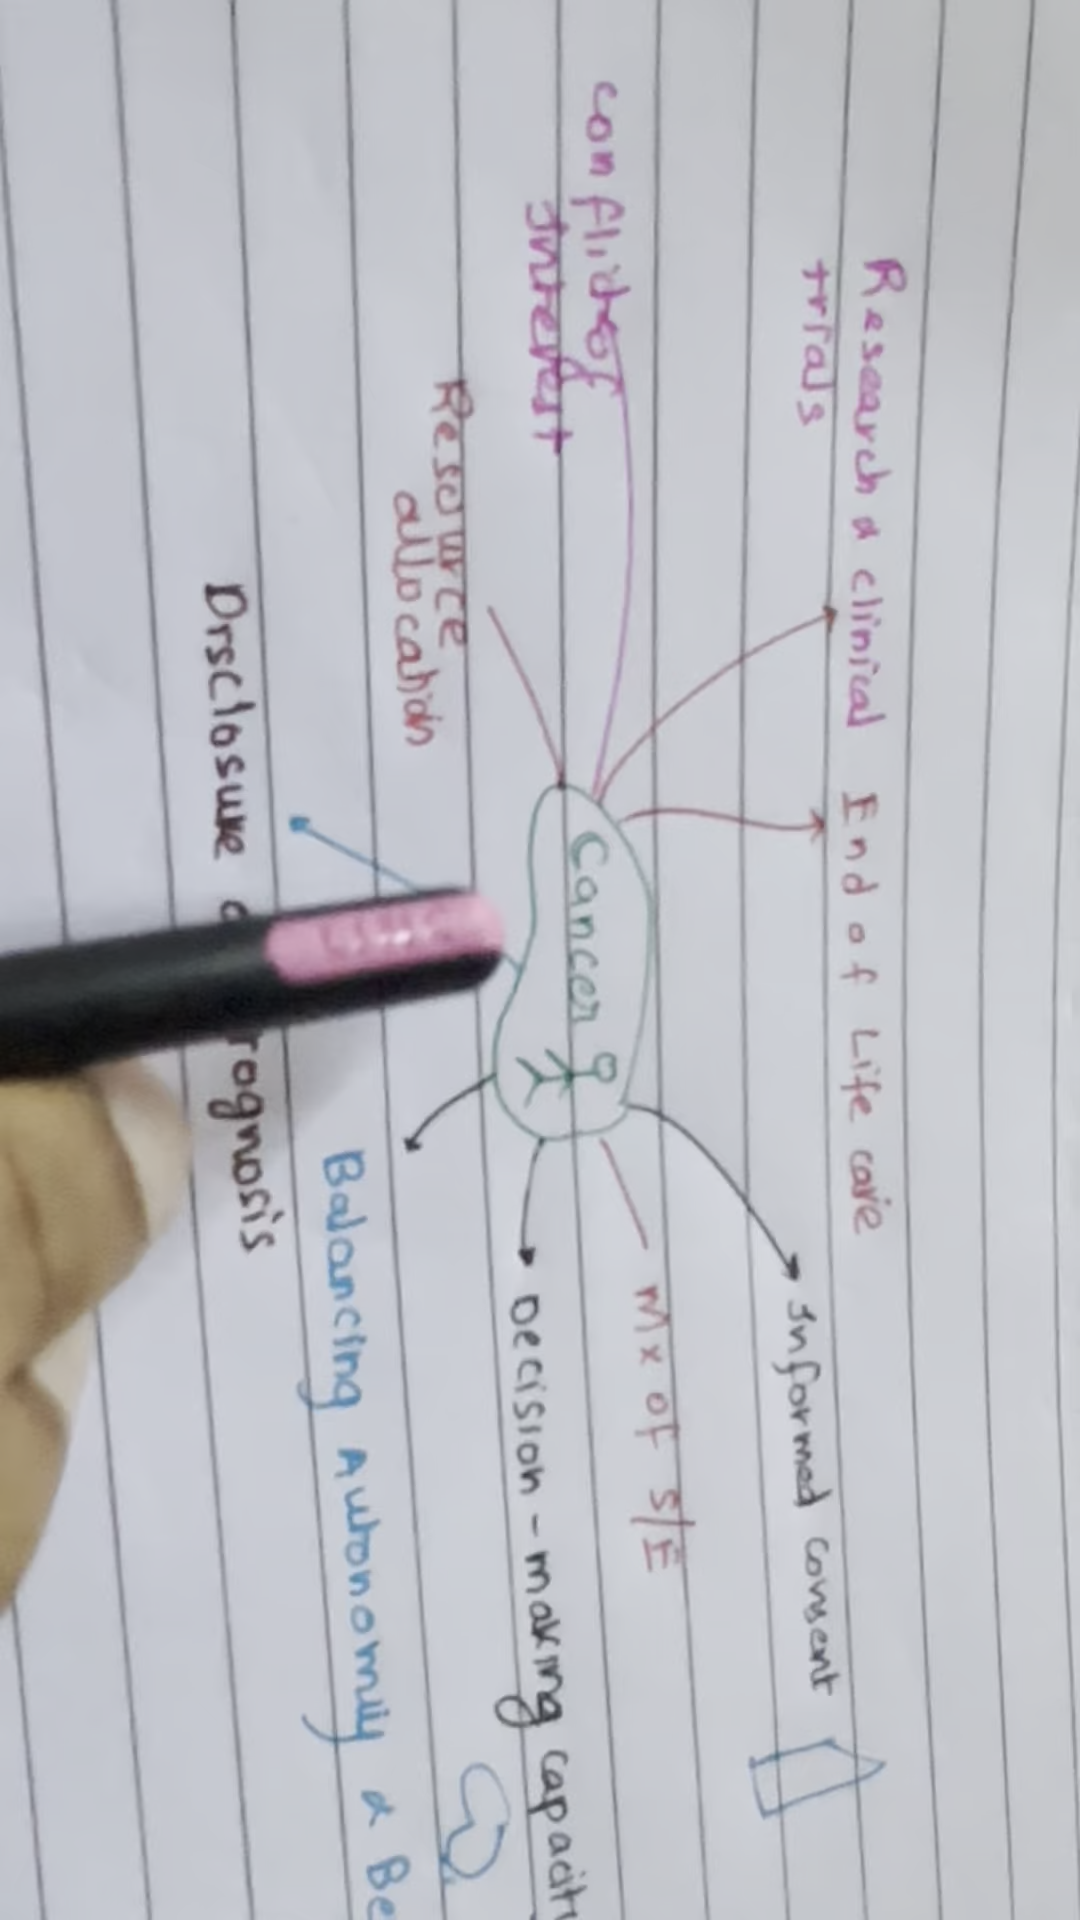 Research & clinical
trials
End of Life care
conflict of
Interest
Informed consent
Mx of S/E
Cancer
Resource
allocation
Decision-making capacity
Balancing Autonomiy & Be
Disclosure
rognosis